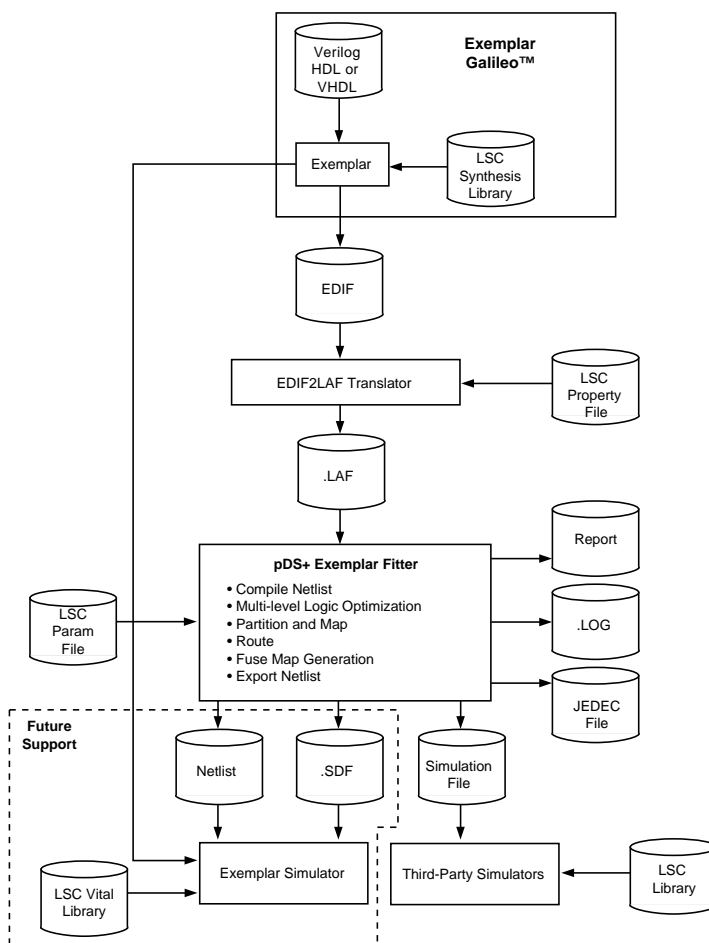 Exemplar
Galileo™
Verilog
HDL or
VHDL
Exemplar
LSC
Synthesis
Library
EDIF
EDIF2LAF Translator
LSC
Property
File
.LAF
pDS+ Exemplar Fitter
• Compile Netlist
• Multi-level Logic Optimization
• Partition and Map
• Route
• Fuse Map Generation
• Export Netlist
LSC
Param
File
Report
.LOG
JEDEC
File
Future
Support
Netlist
.SDF
Simulation
File
Exemplar Simulator
LSC Vital
Library
Third-Party Simulators
LSC
Library